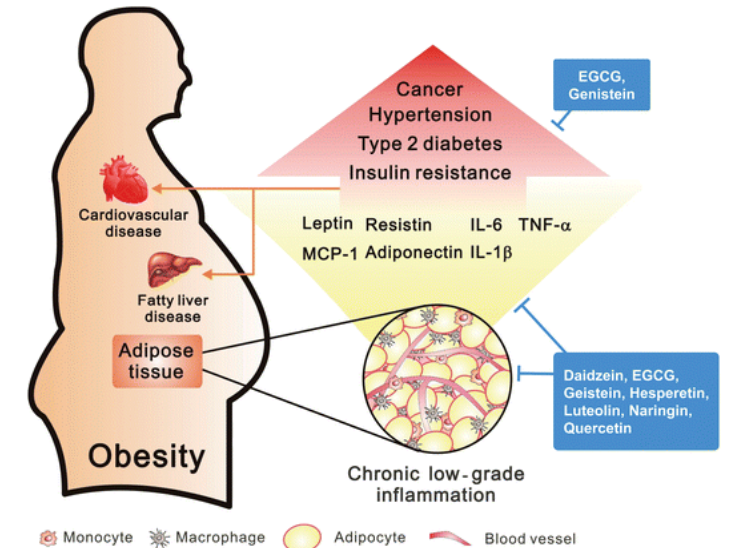 EGCG,
Genistein
Cancer
Hypertension
Type 2 diabetes
Insulin resistance
Cardiovascular
disease
Leptin Resistin IL-6 TNF-α
MCP-1 Adiponectin IL-1β
Fatty liver
disease
Adipose
tissue
Daidzein, EGCG,
Geistein, Hesperetin,
Luteolin, Naringin,
Quercetin
Obesity
Chronic low-grade
inflammation
Monocyte Macrophage Adipocyte Blood vessel